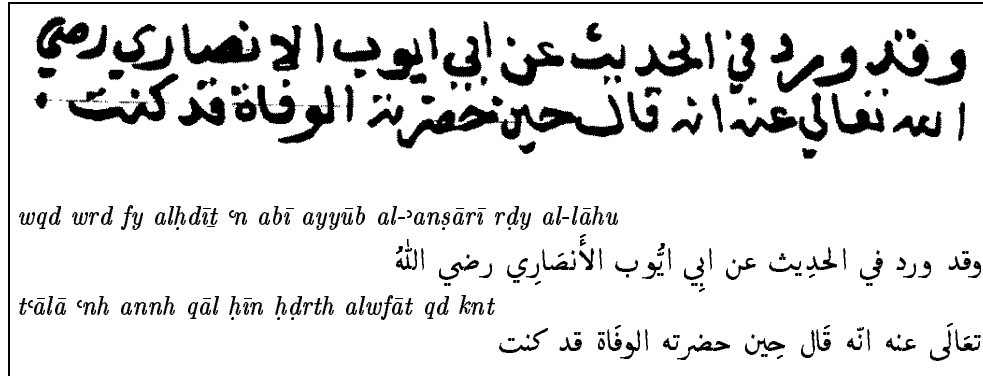 وقد ورد في الحديث عن ابي ايوب الانصاري رضي
الله تعالي عنه انه قال حين حضرته الوفاة قد كنت
wqd wrd fy alḥdīṯ ʿn abī ayyūb al-ʾanṣārī rḍy al-lāhu
وقد ورد في الحدِيث عن ابِي ايُّوب الأَنصَارِي رضي اللّٰهُ
tʿālā ʿnh annh qāl ḥīn ḥḍrth alwfāt qd knt
تعَالَى عنه انّه قَال حِين حضرته الوفَاة قد كنت